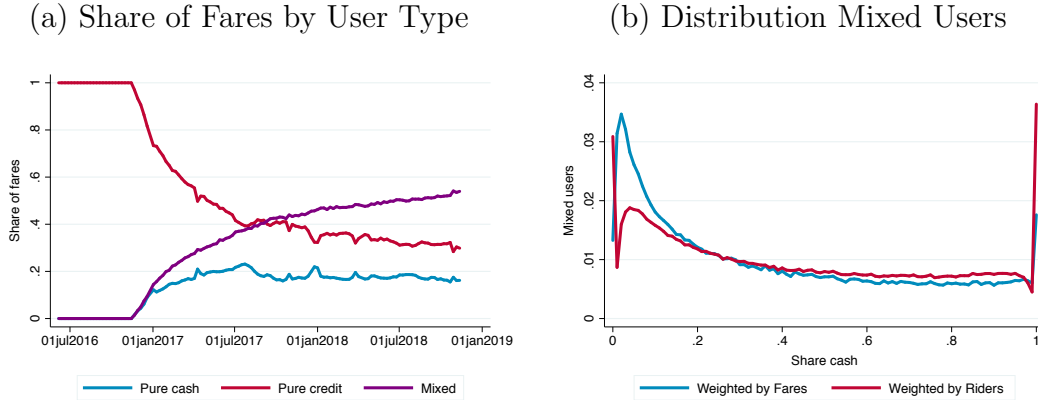 (a) Share of Fares by User Type
Share of fares
1
.8
.6
.4
.2
0
01jul2016 01jan2017 01jul2017 01jan2018 01jul2018 01jan2019
Pure cash Pure credit Mixed
(b) Distribution Mixed Users
Mixed users
.04
.03
.02
.01
0
0 .2 .4 .6 .8 1
Share cash
Weighted by Fares Weighted by Riders